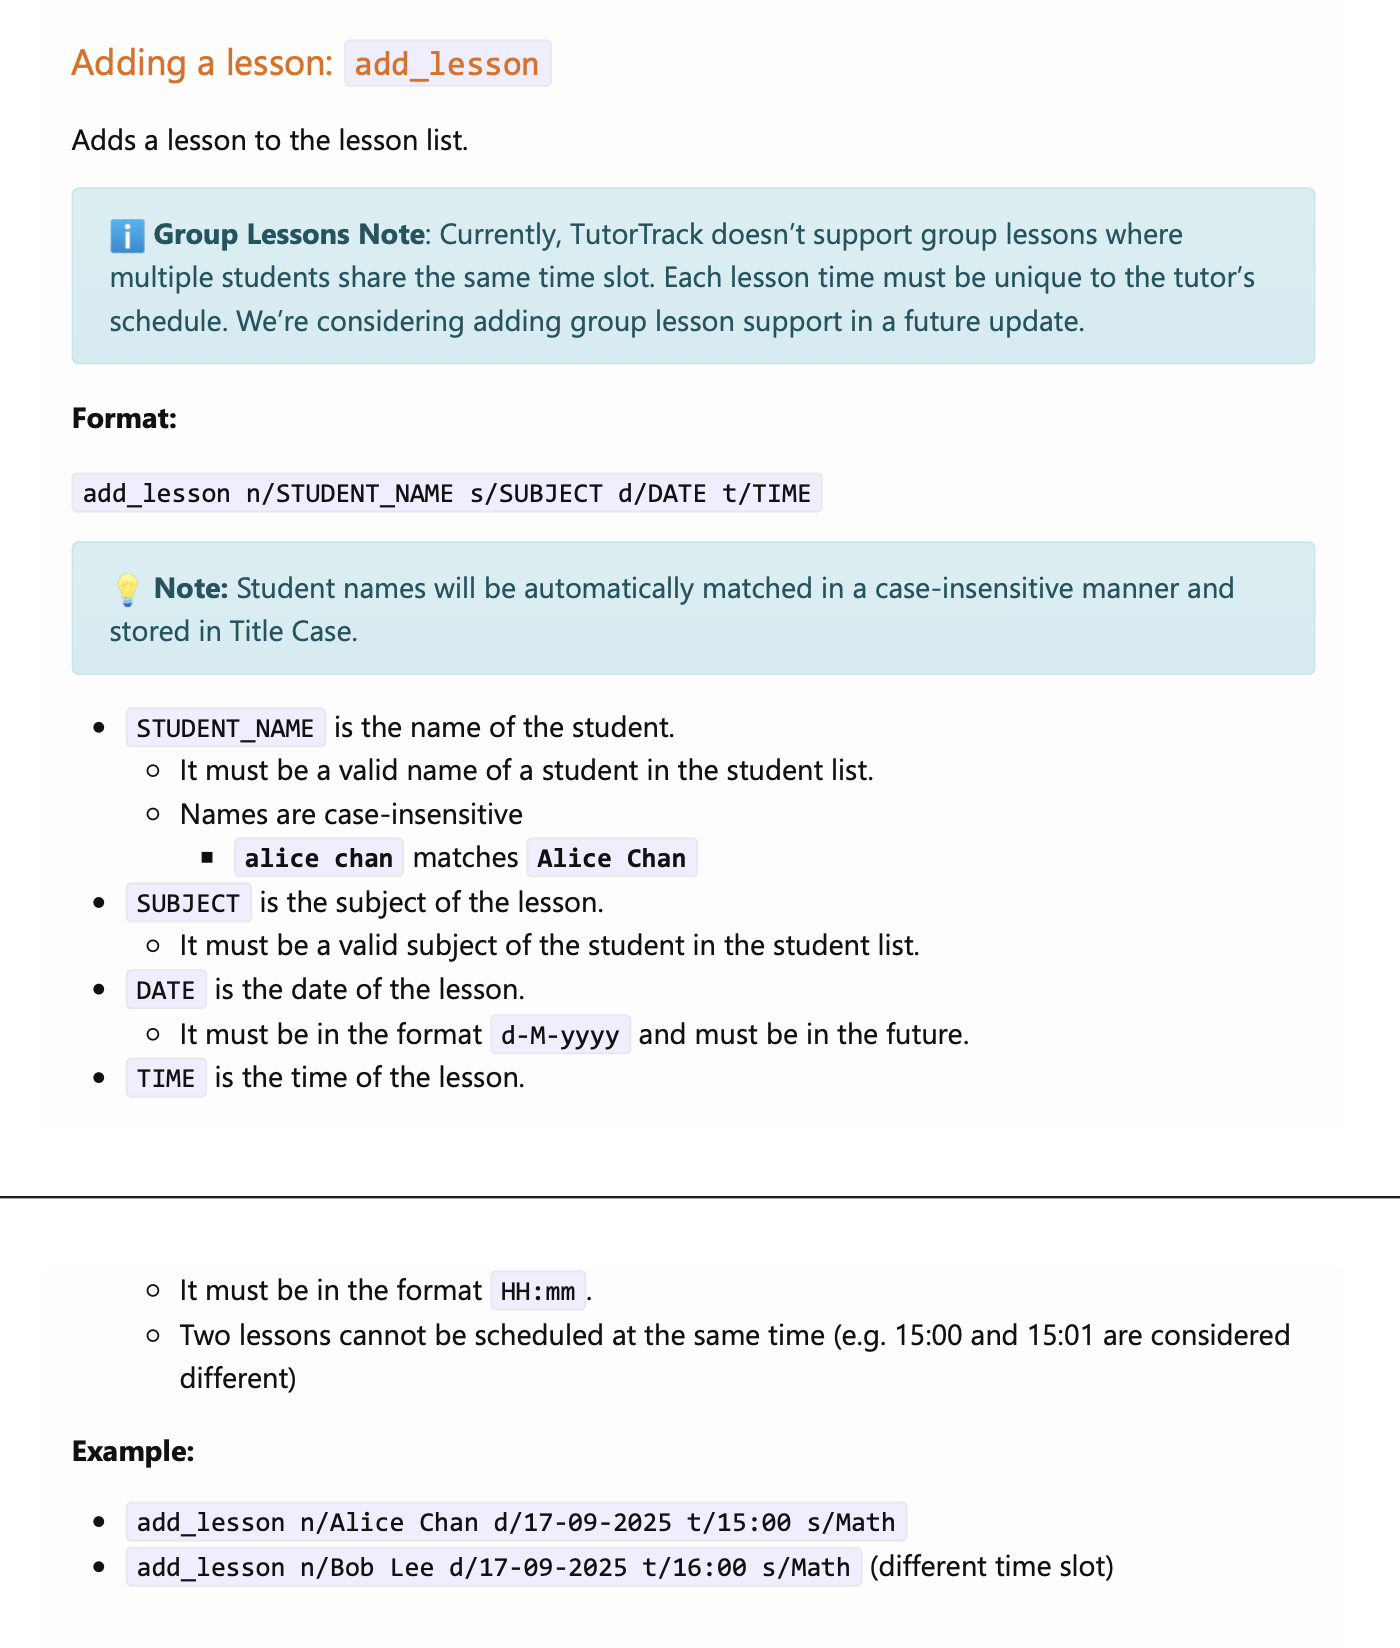 Adding a lesson: add_lesson
Adds a lesson to the lesson list.
ℹ️ Group Lessons Note: Currently, TutorTrack doesn’t support group lessons where
multiple students share the same time slot. Each lesson time must be unique to the tutor’s
schedule. We’re considering adding group lesson support in a future update.
Format:
add_lesson n/STUDENT_NAME s/SUBJECT d/DATE t/TIME
💡 Note: Student names will be automatically matched in a case-insensitive manner and
stored in Title Case.
• STUDENT_NAME is the name of the student.
◦ It must be a valid name of a student in the student list.
◦ Names are case-insensitive
▪ alice chan matches Alice Chan
• SUBJECT is the subject of the lesson.
◦ It must be a valid subject of the student in the student list.
• DATE is the date of the lesson.
◦ It must be in the format d-M-yyyy and must be in the future.
• TIME is the time of the lesson.
◦ It must be in the format HH:mm.
◦ Two lessons cannot be scheduled at the same time (e.g. 15:00 and 15:01 are considered
different)
Example:
• add_lesson n/Alice Chan d/17-09-2025 t/15:00 s/Math
• add_lesson n/Bob Lee d/17-09-2025 t/16:00 s/Math (different time slot)